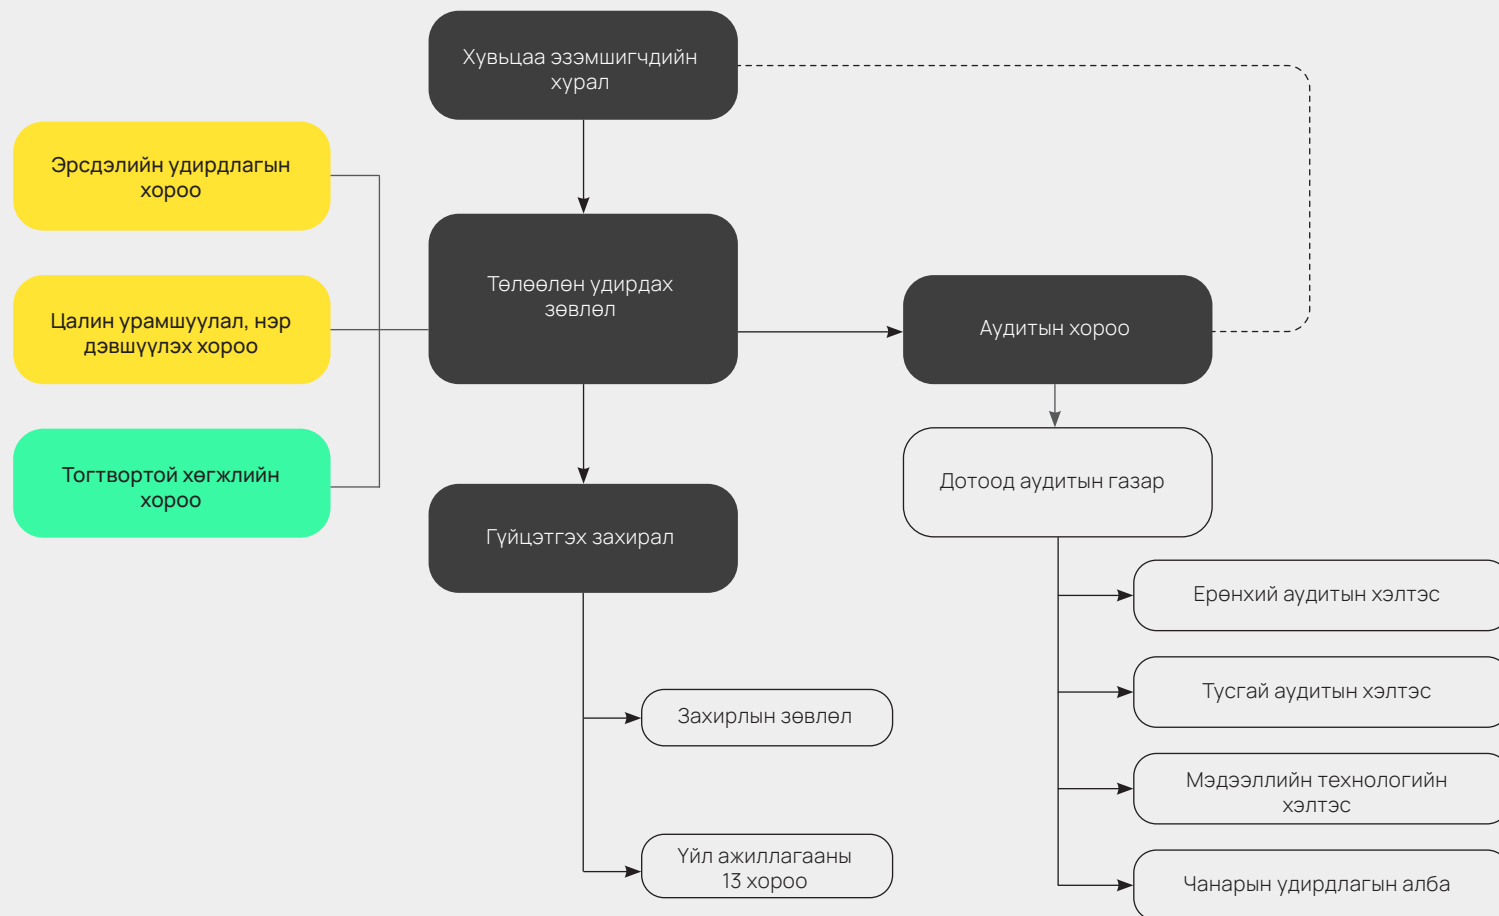 Хувьцаа эзэмшигчдийн
хурал
Эрсдэлийн удирдлагын
хороо
Төлөөлөн удирдах
зөвлөл
Цалин урамшуулал, нэр
дэвшүүлэх хороо
Аудитын хороо
Тогтвортой хөгжлийн
хороо
Дотоод аудитын газар
Гүйцэтгэх захирал
Ерөнхий аудитын хэлтэс
Тусгай аудитын хэлтэс
Захирлын зөвлөл
Мэдээллийн технологийн
хэлтэс
Үйл ажиллагааны
13 хороо
Чанарын удирдлагын алба